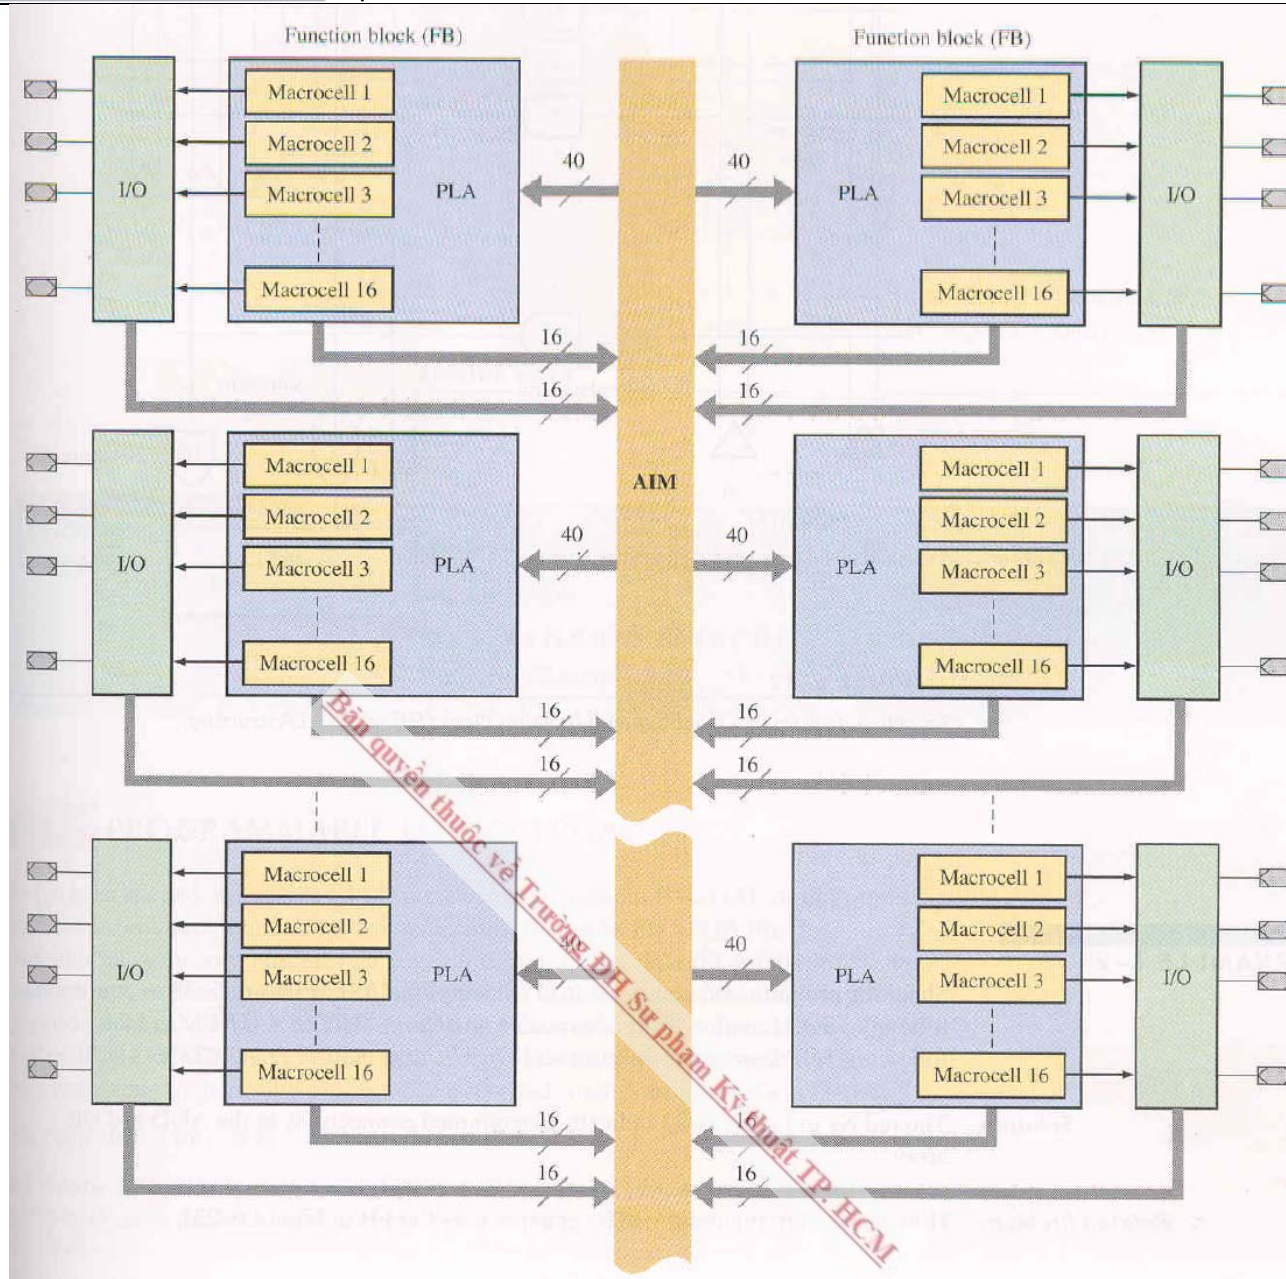 Function block (FB)
Function block (FB)
I/O
Macrocell 1
Macrocell 2
Macrocell 3
Macrocell 16
PLA
40
40
PLA
Macrocell 1
Macrocell 2
Macrocell 3
Macrocell 16
I/O
16
16
16
16
AIM
I/O
Macrocell 1
Macrocell 2
Macrocell 3
Macrocell 16
PLA
40
40
PLA
Macrocell 1
Macrocell 2
Macrocell 3
Macrocell 16
I/O
16
16
16
16
I/O
Macrocell 1
Macrocell 2
Macrocell 3
Macrocell 16
PLA
40
40
PLA
Macrocell 1
Macrocell 2
Macrocell 3
Macrocell 16
I/O
16
16
16
16
Bản quyền thuộc về Trường ĐH Sư phạm Kỹ thuật TP. HCM